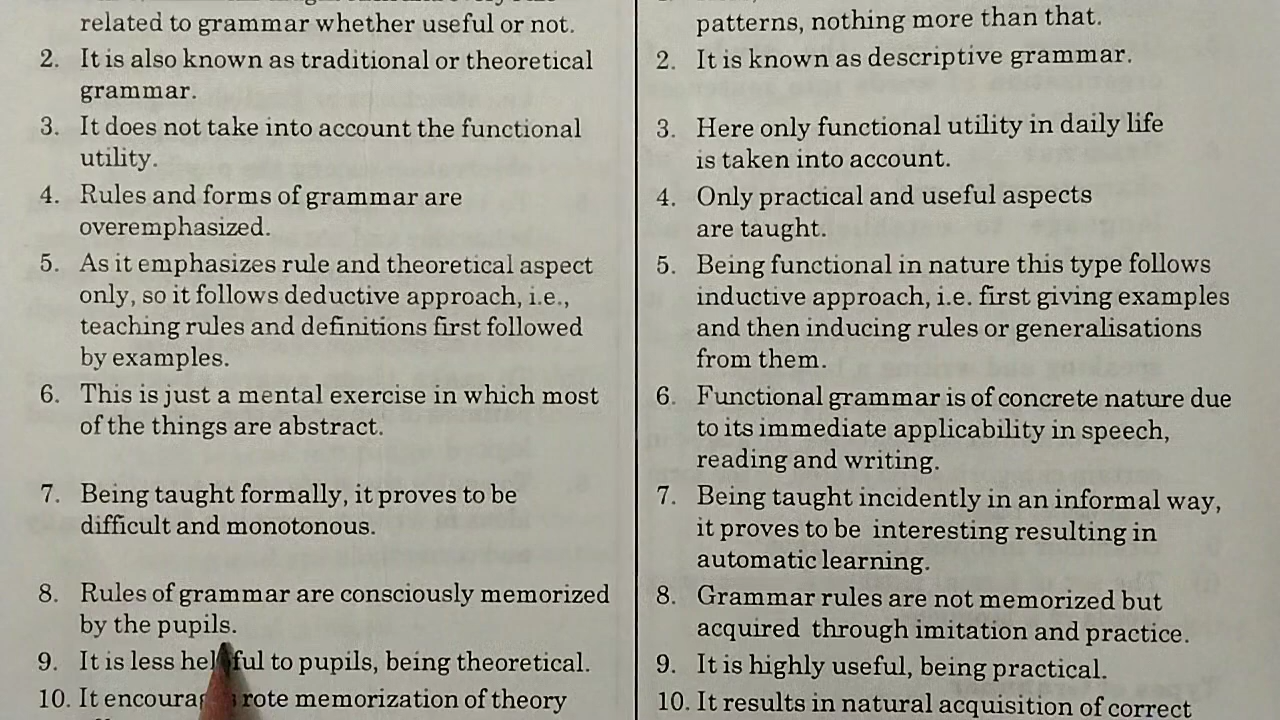 related to grammar whether useful or not.
2. It is also known as traditional or theoretical
grammar.
3. It does not take into account the functional
utility.
4. Rules and forms of grammar are
overemphasized.
5. As it emphasizes rule and theoretical aspect
only, so it follows deductive approach, i.e.,
teaching rules and definitions first followed
by examples.
6. This is just a mental exercise in which most
of the things are abstract.
7. Being taught formally, it proves to be
difficult and monotonous.
8. Rules of grammar are consciously memorized
by the pupils.
9. It is less helpful to pupils, being theoretical.
10. It encourages rote memorization of theory
patterns, nothing more than that.
2. It is known as descriptive grammar.
3. Here only functional utility in daily life
is taken into account.
4. Only practical and useful aspects
are taught.
5. Being functional in nature this type follows
inductive approach, i.e. first giving examples
and then inducing rules or generalisations
from them.
6. Functional grammar is of concrete nature due
to its immediate applicability in speech,
reading and writing.
7. Being taught incidently in an informal way,
it proves to be interesting resulting in
automatic learning.
8. Grammar rules are not memorized but
acquired through imitation and practice.
9. It is highly useful, being practical.
10. It results in natural acquisition of correct